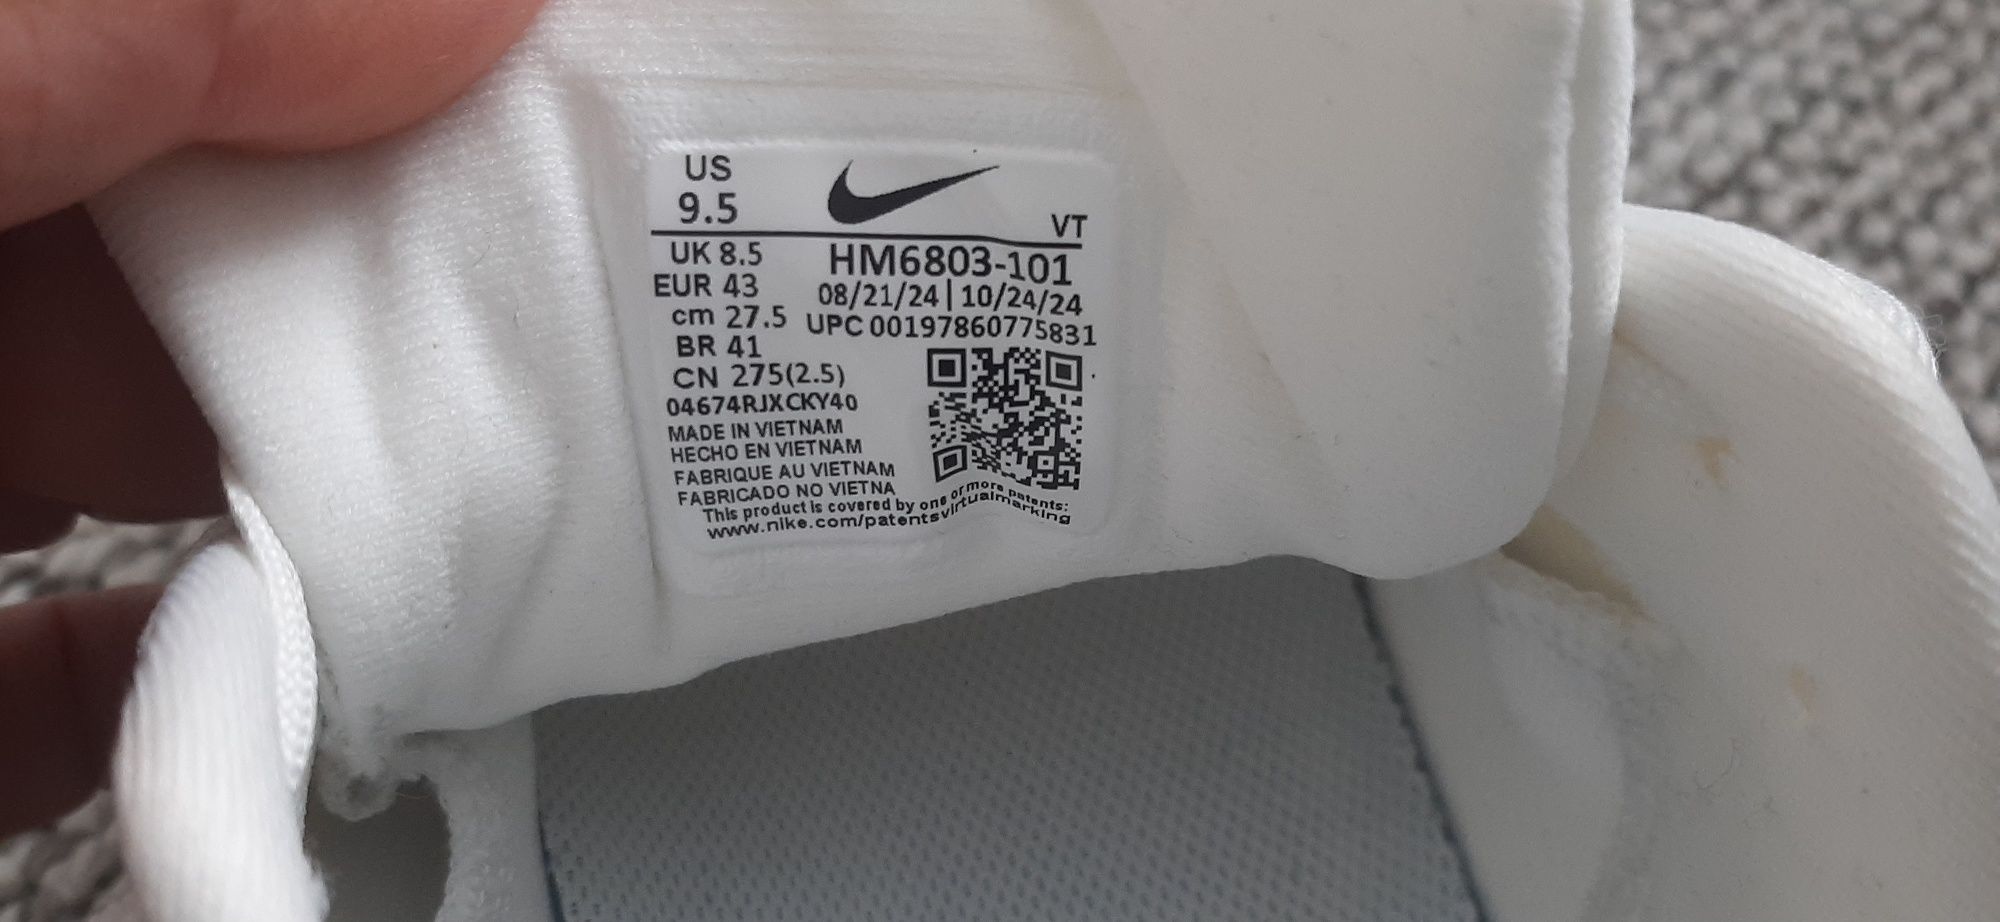 US
9.5
VT
UK 8.5
EUR 43
cm 27.5
BR 41
CN 275(2.5)
HM6803-101
08/21/24 | 10/24/24
UPC 00197860775831
04674RJXCKY40
MADE IN VIETNAM
HECHO EN VIETNAM
FABRIQUE AU VIETNAM
FABRICADO NO VIETNA
This product is covered by one or more patents:
www.nike.com/patentsvirtualmarking